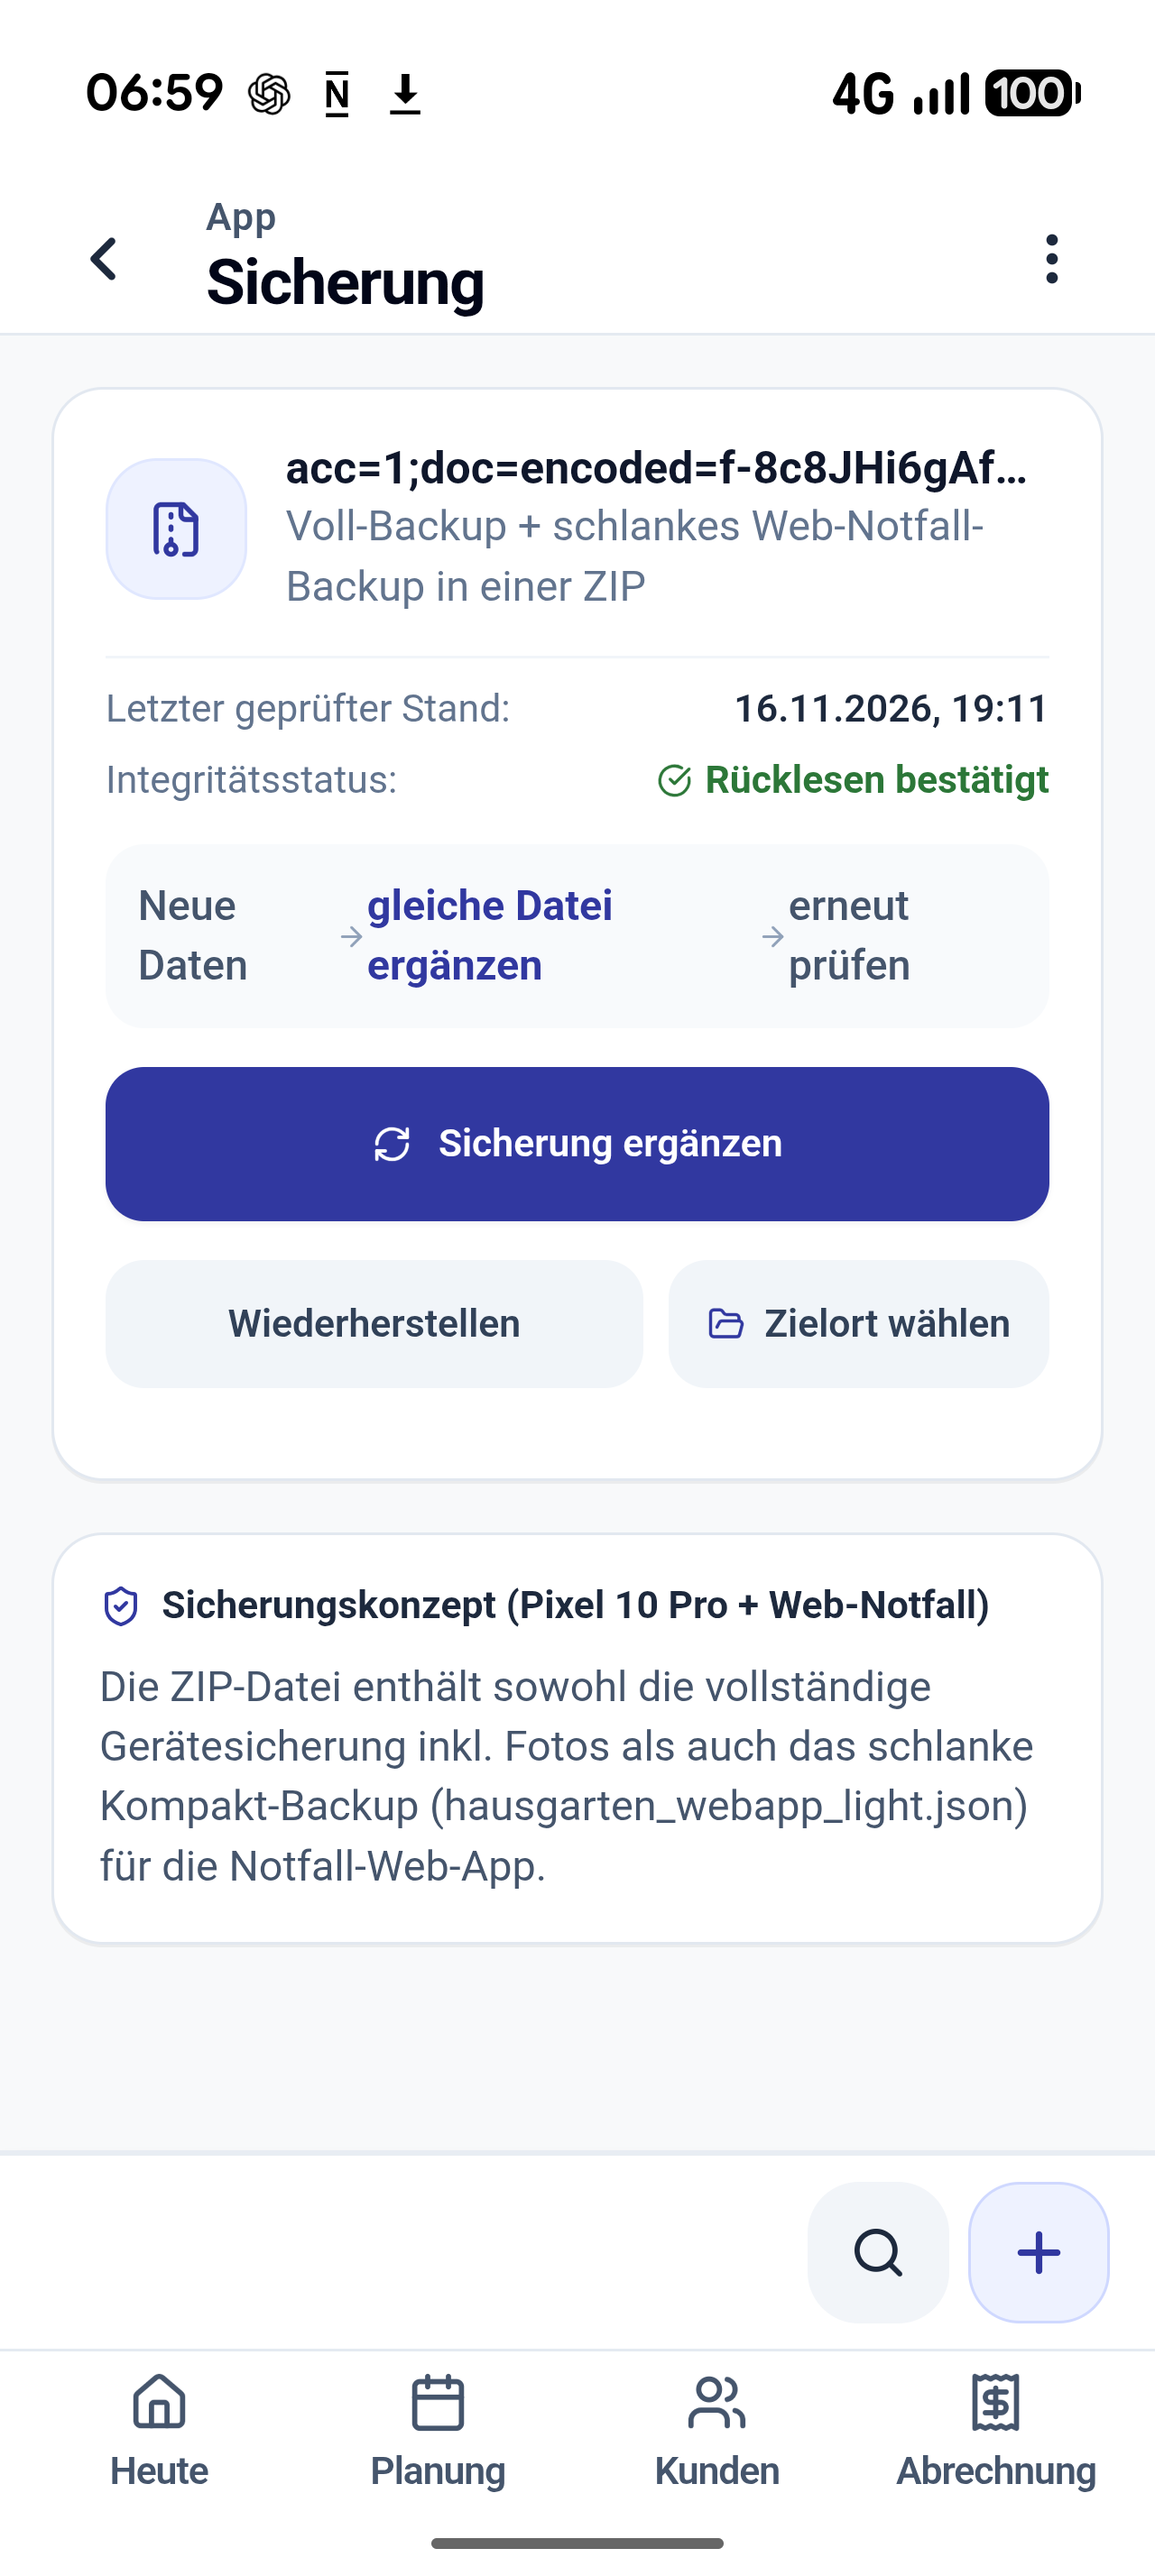 06:59 N 4G 100
App
Sicherung
acc=1;doc=encoded=f-8c8JHi6gAf...
Voll-Backup + schlankes Web-Notfall-
Backup in einer ZIP
Letzter geprüfter Stand: 16.11.2026, 19:11
Integritätsstatus: Rücklesen bestätigt
Neue
Daten
→
gleiche Datei
ergänzen
→
erneut
prüfen
Sicherung ergänzen
Wiederherstellen
Zielort wählen
Sicherungskonzept (Pixel 10 Pro + Web-Notfall)
Die ZIP-Datei enthält sowohl die vollständige
Gerätesicherung inkl. Fotos als auch das schlanke
Kompakt-Backup (hausgarten_webapp_light.json)
für die Notfall-Web-App.
Heute
Planung
Kunden
Abrechnung